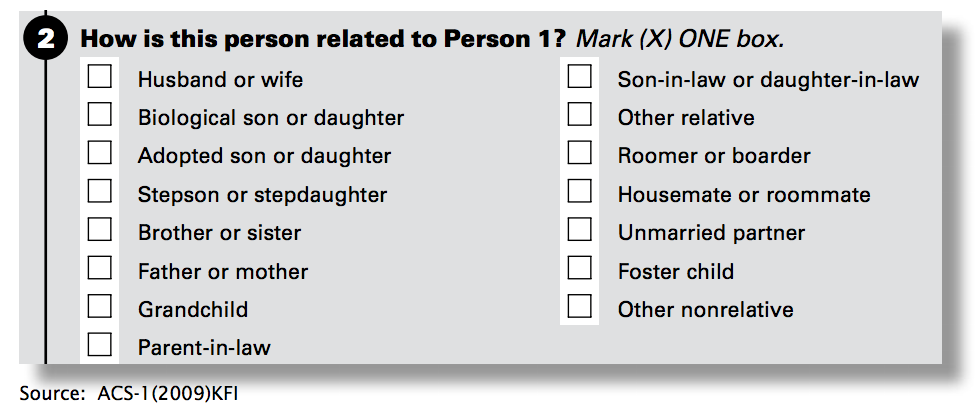 2 How is this person related to Person 1? Mark (X) ONE box.
Husband or wife
Biological son or daughter
Adopted son or daughter
Stepson or stepdaughter
Brother or sister
Father or mother
Grandchild
Parent-in-law
Son-in-law or daughter-in-law
Other relative
Roomer or boarder
Housemate or roommate
Unmarried partner
Foster child
Other nonrelative
Source: ACS-1(2009)KFI